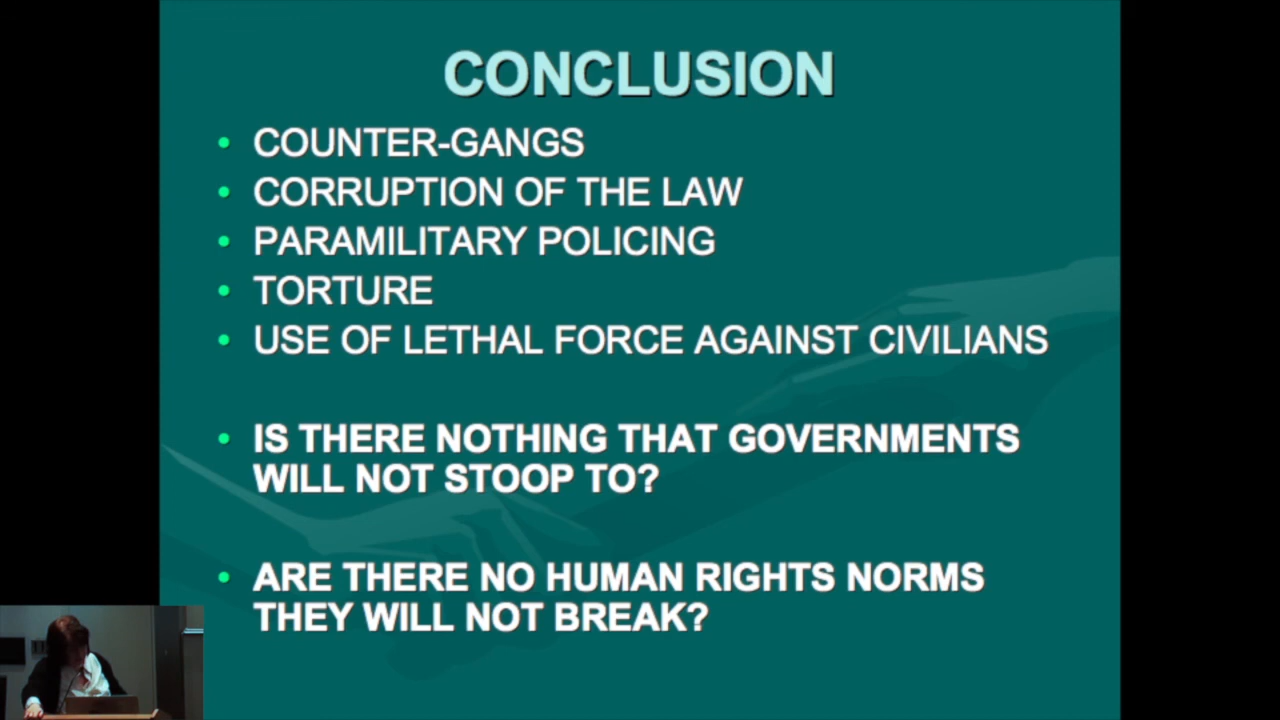 CONCLUSION
• COUNTER-GANGS
• CORRUPTION OF THE LAW
• PARAMILITARY POLICING
• TORTURE
• USE OF LETHAL FORCE AGAINST CIVILIANS
• IS THERE NOTHING THAT GOVERNMENTS
WILL NOT STOOP TO?
• ARE THERE NO HUMAN RIGHTS NORMS
THEY WILL NOT BREAK?